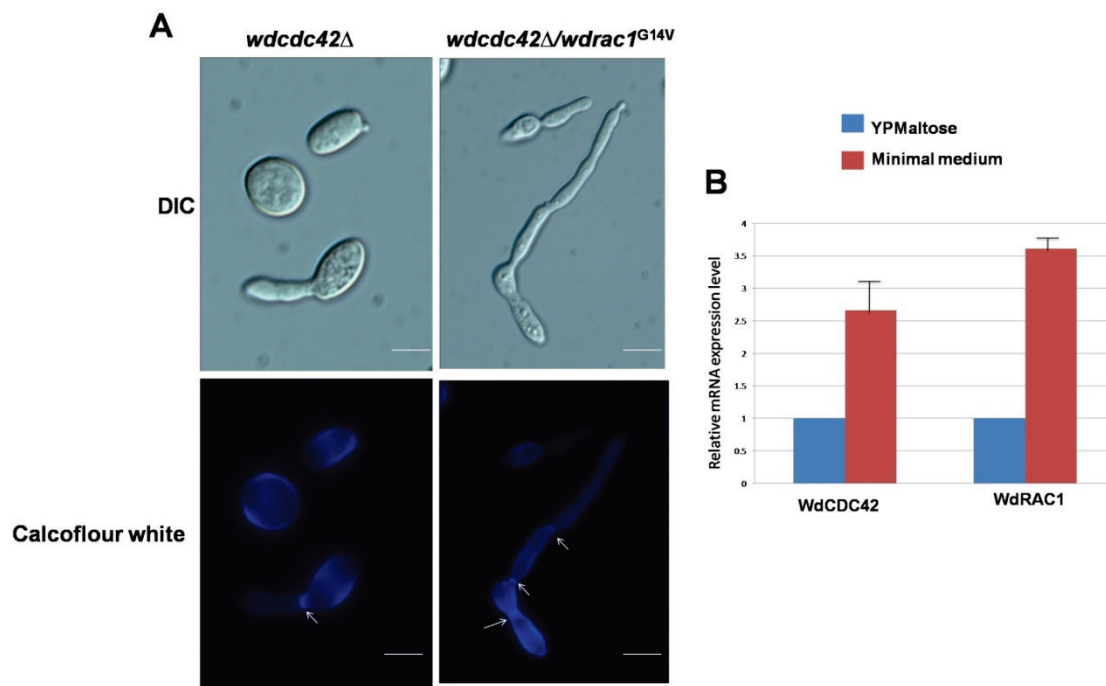 A
wdcdc42Δ
wdcdc42Δ/wdrac1G14V
DIC
Calcoflour white
YPMaltose
Minimal medium
B
Relative mRNA expression level
4
3.5
3
2.5
2
1.5
1
0.5
0
WdCDC42
WdRAC1